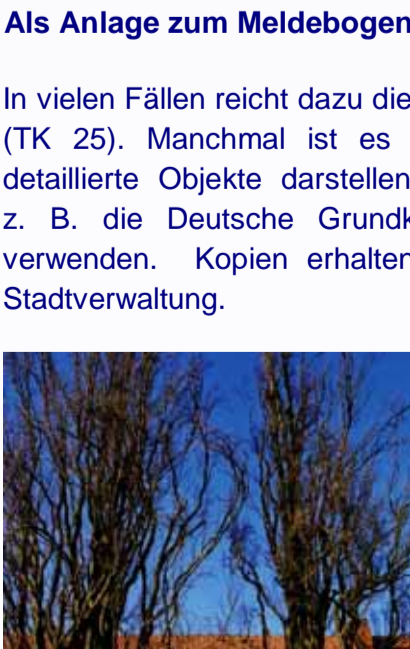 Als Anlage zum Meldebogen
In vielen Fällen reicht dazu die
(TK 25). Manchmal ist es
detaillierte Objekte darstellen
z. B. die Deutsche Grundk
verwenden. Kopien erhalten
Stadtverwaltung.